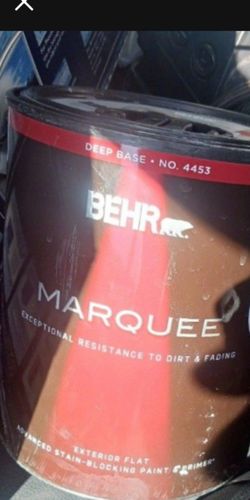 DEEP BASE • NO. 4453
BEHR
MARQUEE
EXCEPTIONAL RESISTANCE TO DIRT & FADING
EXTERIOR FLAT
ADVANCED STAIN-BLOCKING PAINT & PRIMER